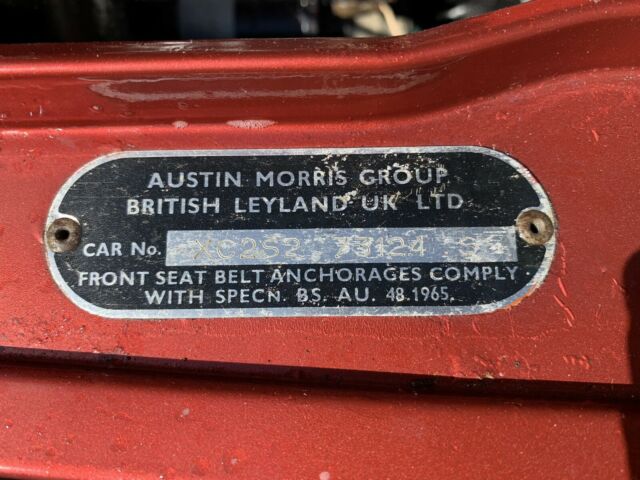 AUSTIN MORRIS GROUP
BRITISH LEYLAND UK LTD
CAR No. XC2S2 73124
FRONT SEAT BELT ANCHORAGES COMPLY
WITH SPECN. BS. AU. 48.1965.